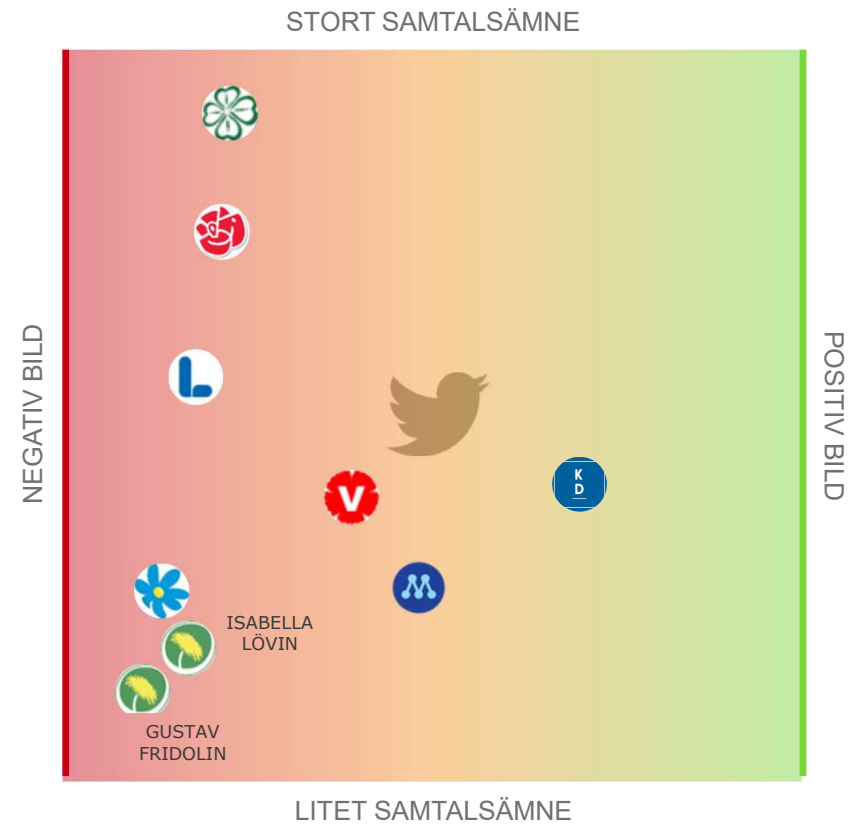 STORT SAMTALSÄMNE
NEGATIV BILD
POSITIV BILD
L
V
K
D
M
ISABELLA
LÖVIN
GUSTAV
FRIDOLIN
LITET SAMTALSÄMNE